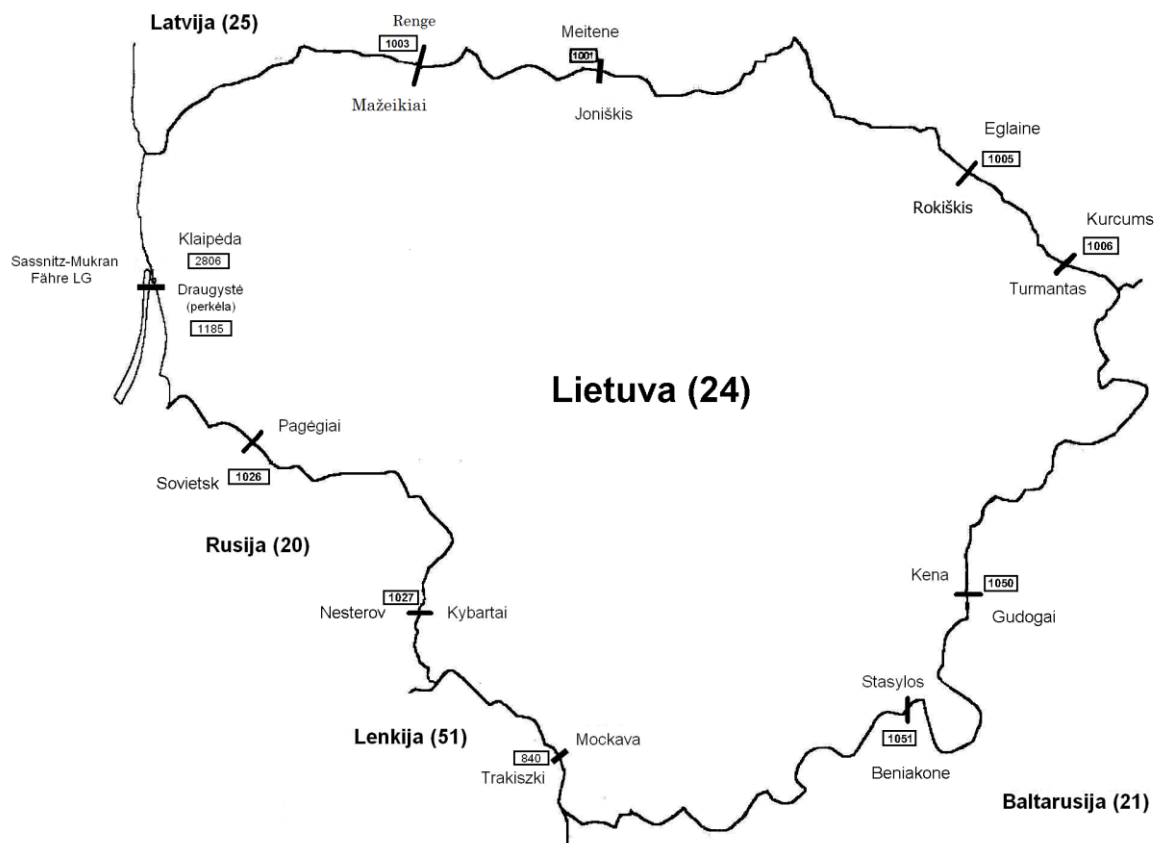 Latvija (25)
Renge
1003
Mažeikiai
Meitene
1001
Joniškis
Eglaine
1005
Rokiškis
Kurcums
1006
Turmantas
Klaipėda
2806
Sassnitz-Mukran
Fähre LG
Draugystė
(perkėla)
1185
Lietuva (24)
Pagėgiai
Sovietsk
1026
Rusija (20)
Kena
1050
Gudogai
1027
Nesterov
Kybartai
Stasylos
1051
Beniakone
Lenkija (51)
Mockava
840
Trakiszki
Baltarusija (21)